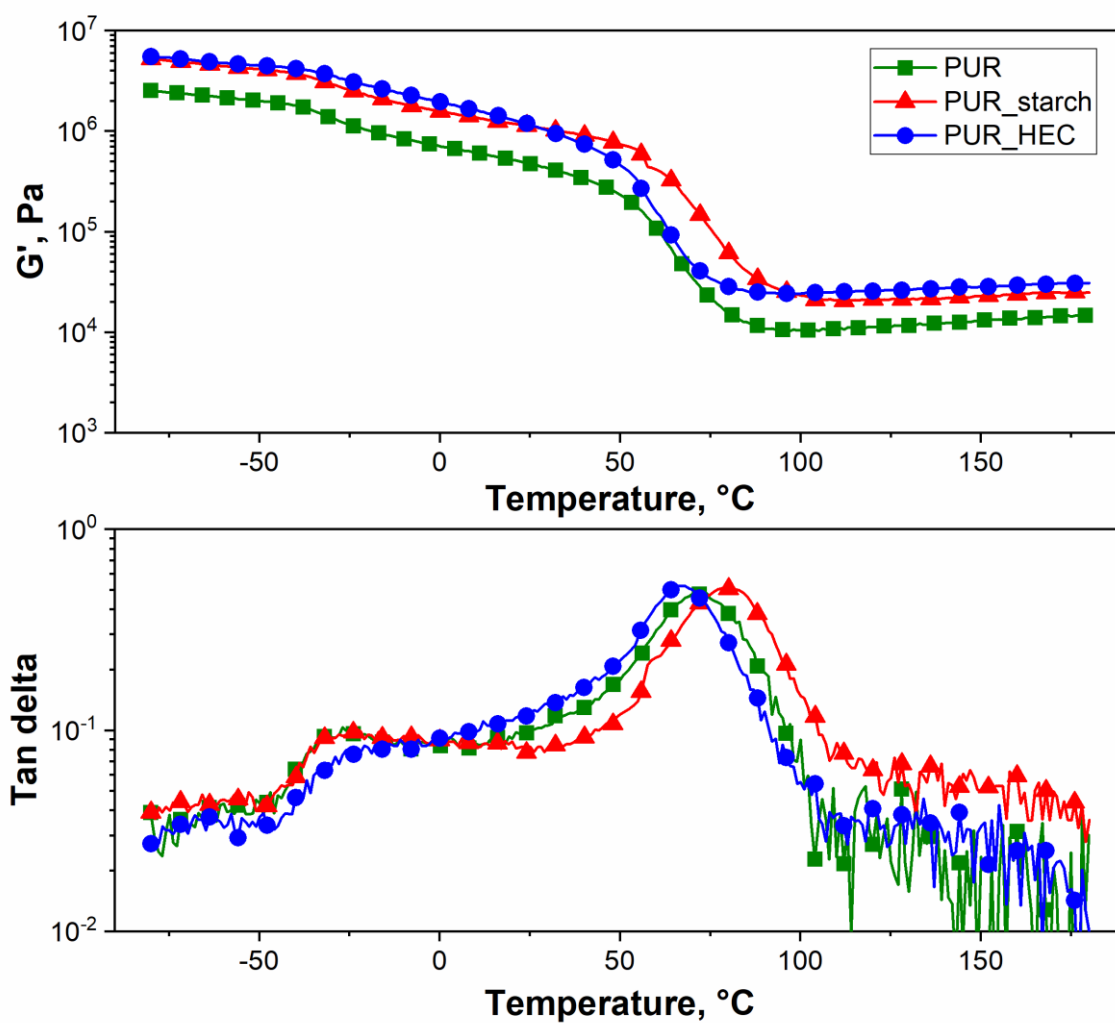 10^7
10^6
10^5
10^4
10^3
G', Pa
PUR
PUR_starch
PUR_HEC
-50 0 50 100 150
Temperature, °C
10^0
10^-1
10^-2
Tan delta
-50 0 50 100 150
Temperature, °C